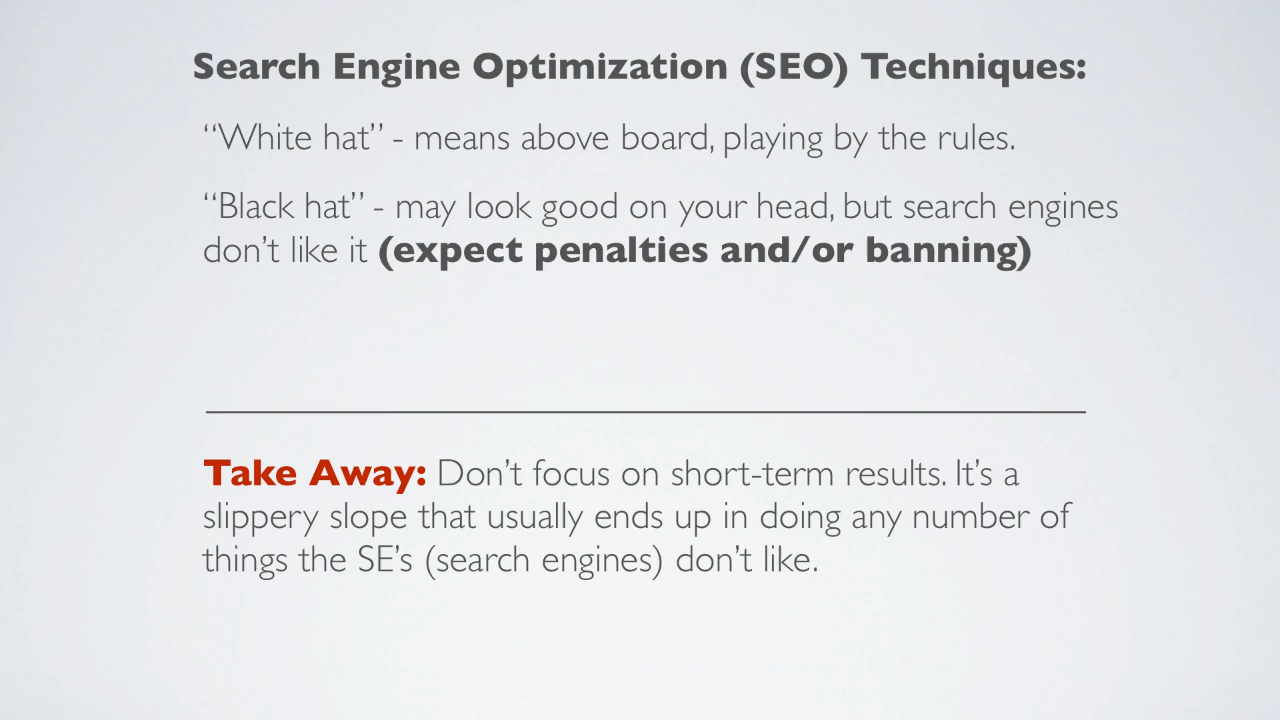 Search Engine Optimization (SEO) Techniques:
“White hat” - means above board, playing by the rules.
“Black hat” - may look good on your head, but search engines
don’t like it (expect penalties and/or banning)
Take Away: Don’t focus on short-term results. It’s a
slippery slope that usually ends up in doing any number of
things the SE’s (search engines) don’t like.